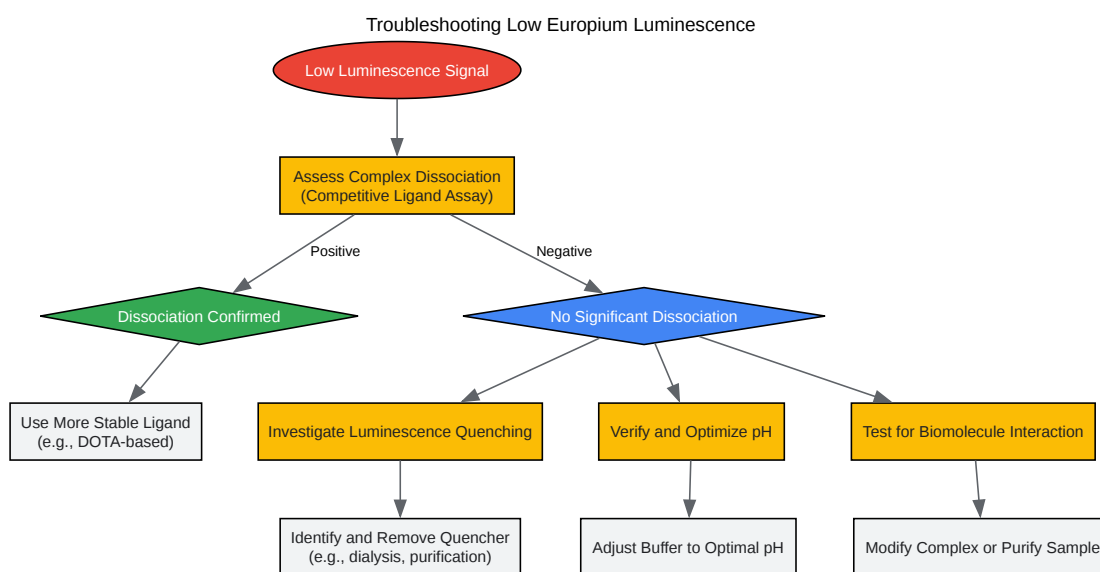 Troubleshooting Low Europium Luminescence
Low Luminescence Signal
Assess Complex Dissociation
(Competitive Ligand Assay)
Positive
Negative
Dissociation Confirmed
No Significant Dissociation
Use More Stable Ligand
(e.g., DOTA-based)
Investigate Luminescence Quenching
Verify and Optimize pH
Test for Biomolecule Interaction
Identify and Remove Quencher
(e.g., dialysis, purification)
Adjust Buffer to Optimal pH
Modify Complex or Purify Sample